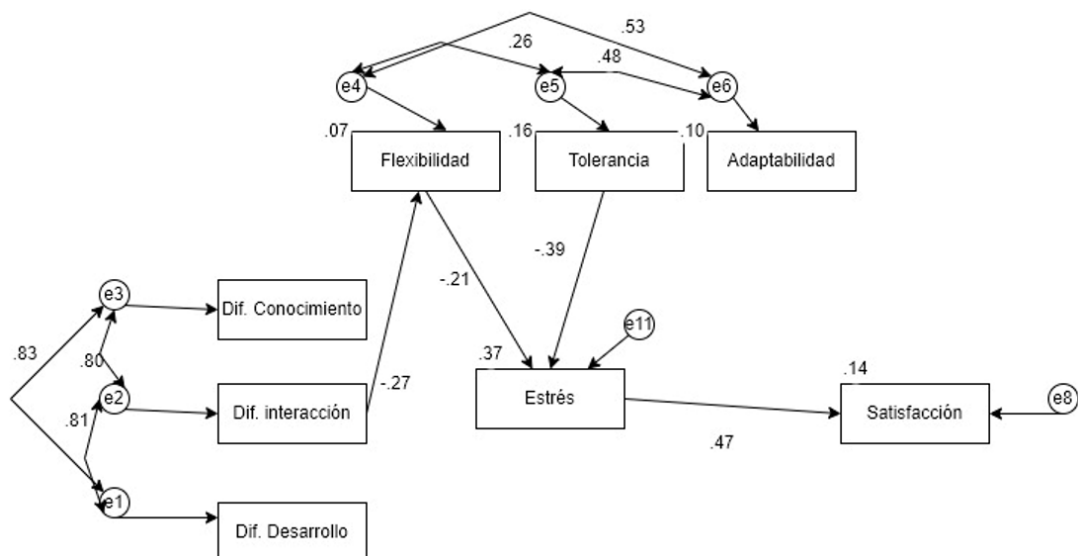 .53
.26
.48
e4
e5
e6
.07
.16
.10
Flexibilidad
Tolerancia
Adaptabilidad
-.39
-.21
e3
Dif. Conocimiento
e11
.83
.80
.37
.14
-.27
e2
Dif. interacción
Estrés
Satisfacción
e8
.81
.47
e1
Dif. Desarrollo